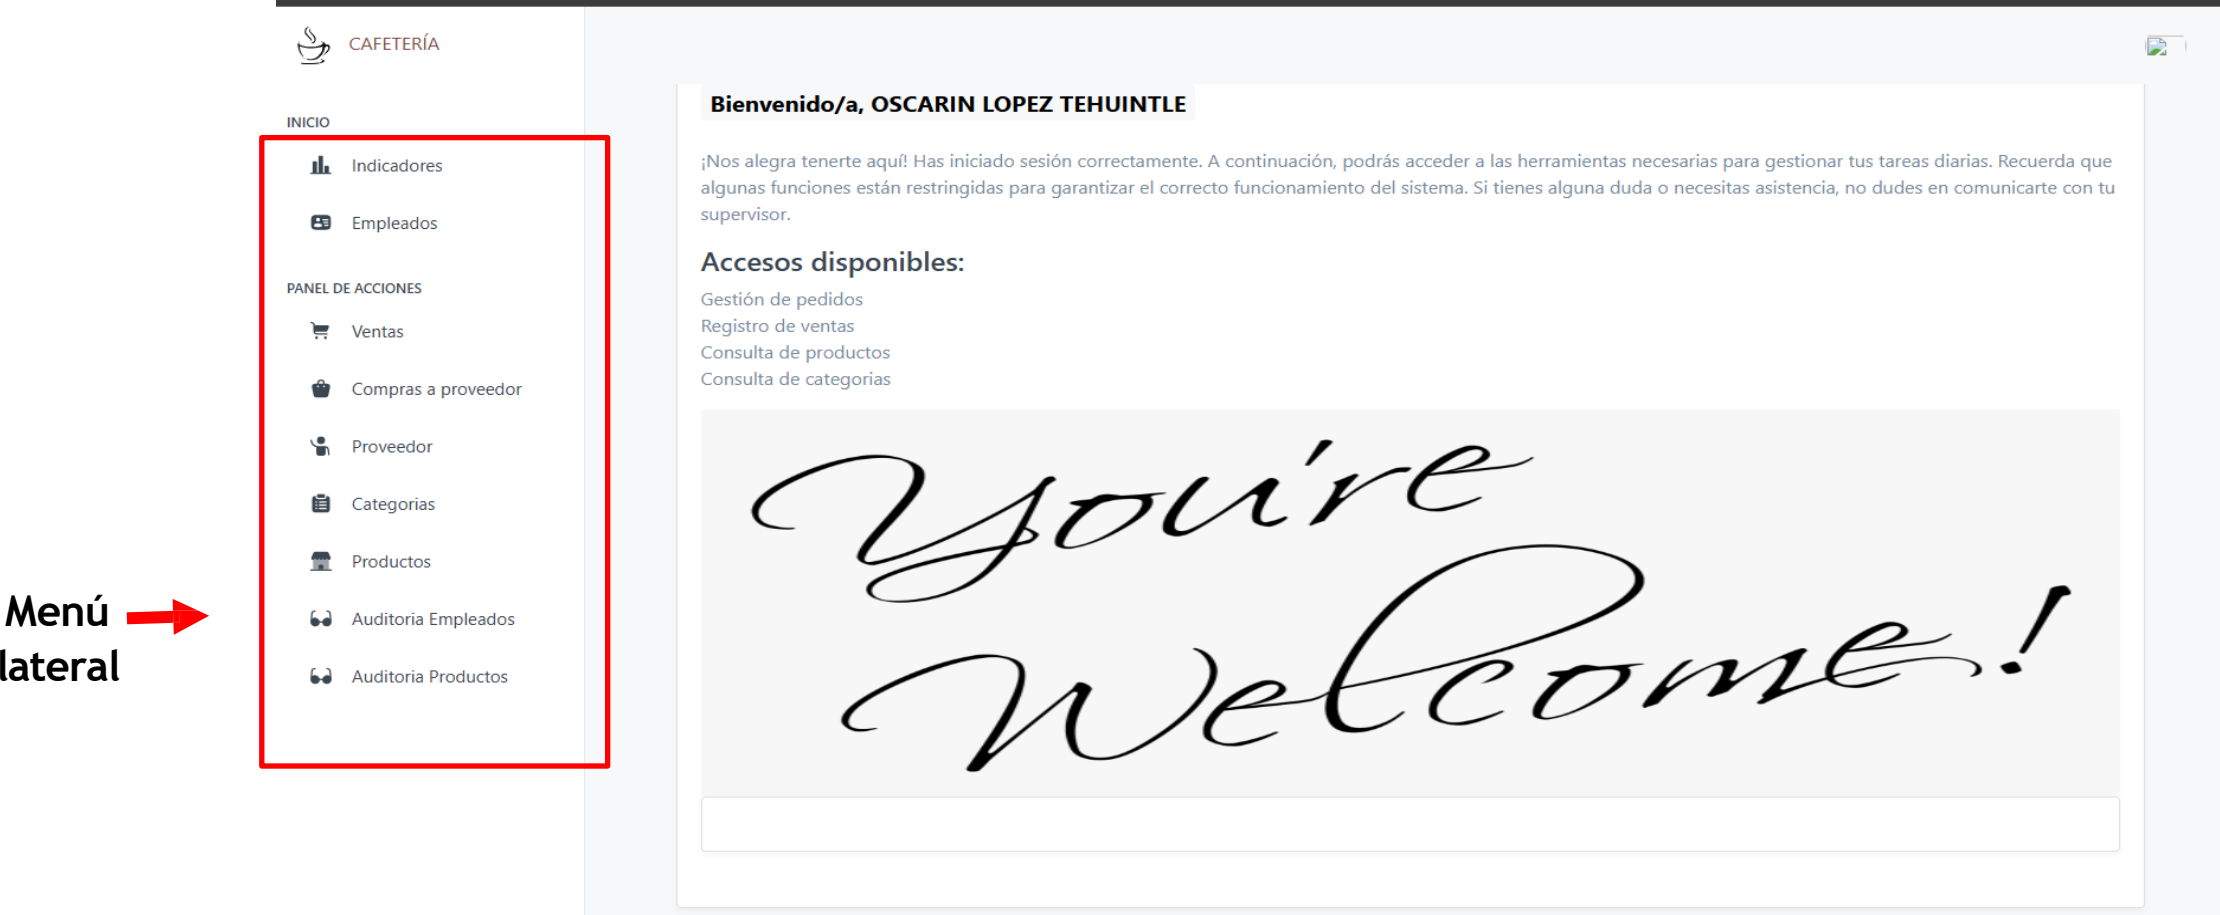 CAFETERÍA
INICIO
Indicadores
Empleados
PANEL DE ACCIONES
Ventas
Compras a proveedor
Proveedor
Categorias
Productos
Auditoria Empleados
Auditoria Productos
Menú
lateral
Bienvenido/a, OSCARIN LOPEZ TEHUINTLE
¡Nos alegra tenerte aquí! Has iniciado sesión correctamente. A continuación, podrás acceder a las herramientas necesarias para gestionar tus tareas diarias. Recuerda que
algunas funciones están restringidas para garantizar el correcto funcionamiento del sistema. Si tienes alguna duda o necesitas asistencia, no dudes en comunicarte con tu
supervisor.
Accesos disponibles:
Gestión de pedidos
Registro de ventas
Consulta de productos
Consulta de categorias
You're
Welcome!